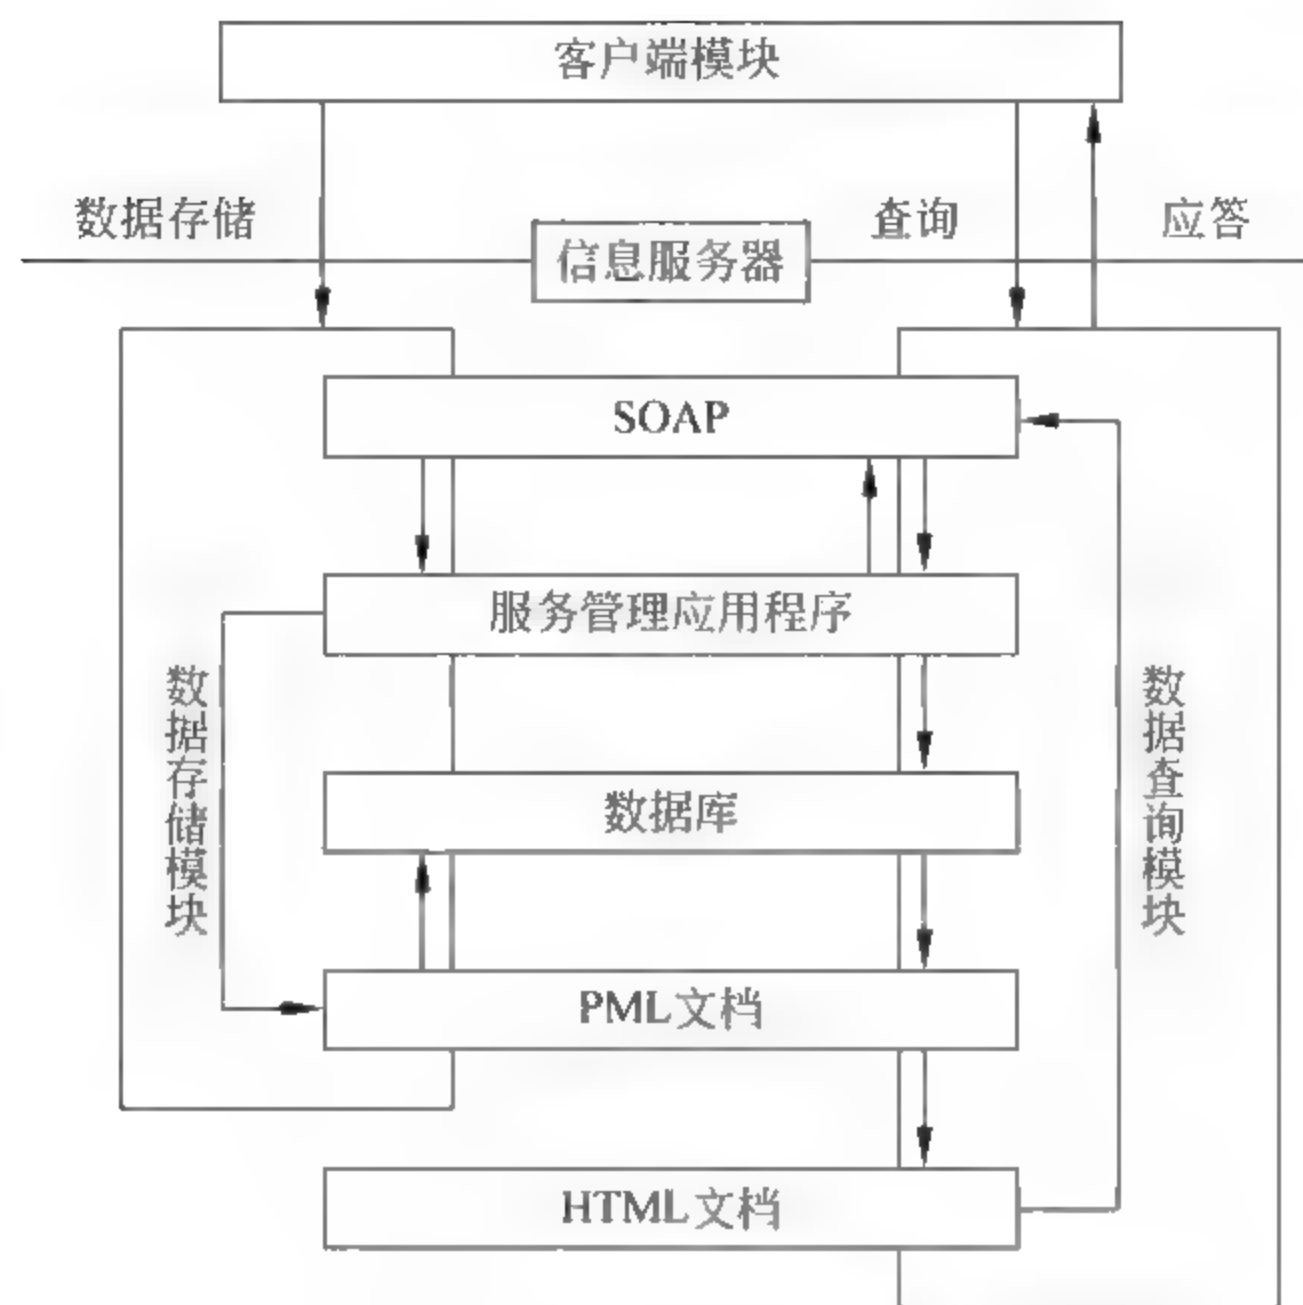 客户端模块
数据存储
查询
应答
信息服务器
SOAP
服务管理应用程序
数据存储模块
数据查询模块
数据库
PML文档
HTML文档